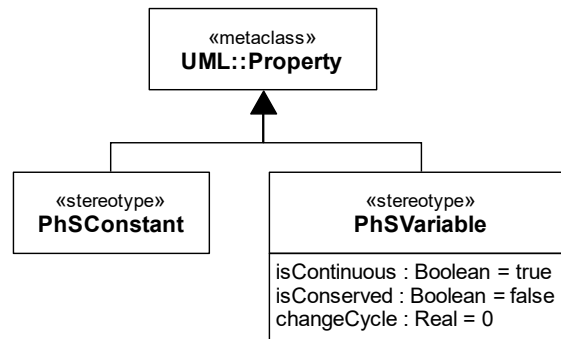 «metaclass»
UML::Property
«stereotype»
PhSConstant
«stereotype»
PhSVariable
isContinuous : Boolean = true
isConserved : Boolean = false
changeCycle : Real = 0